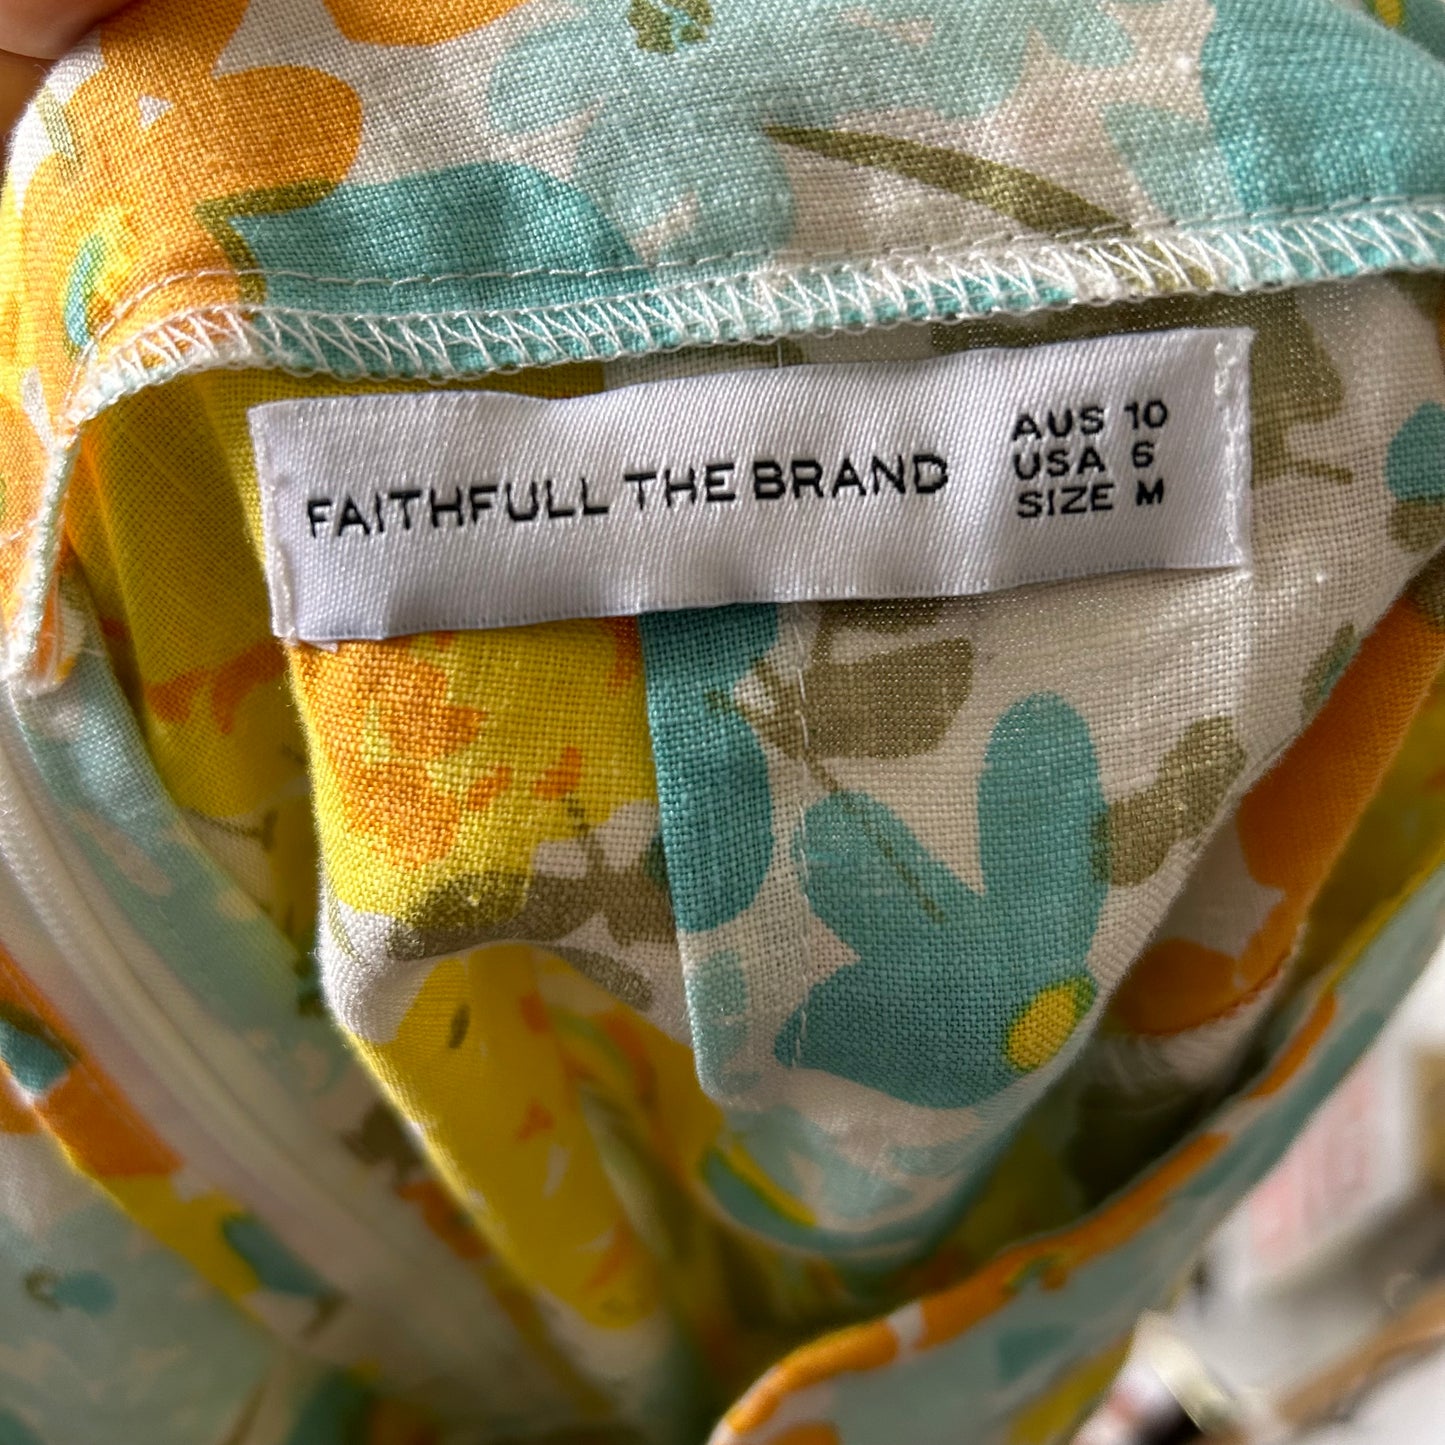 FAITHFULL THE BRAND
AUS 10
USA 6
SIZE M